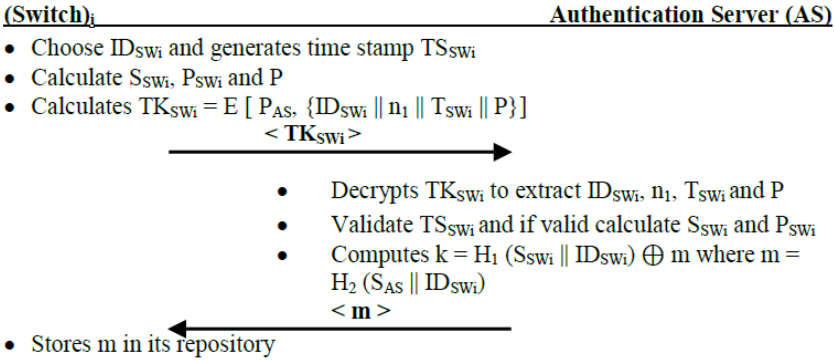 (Switch)i Authentication Server (AS)
• Choose IDSWi and generates time stamp TSSWi
• Calculate SSWi, PSWi and P
• Calculates TKSWi = E [ PAS, {IDSWi || n1 || TSWi || P}]
< TKSWi >
• Decrypts TKSWi to extract IDSWi, n1, TSWi and P
• Validate TSSWi and if valid calculate SSWi and PSWi
• Computes k = H1 (SSWi || IDSWi) ⊕ m where m =
H2 (SAS || IDSWi)
< m >
• Stores m in its repository